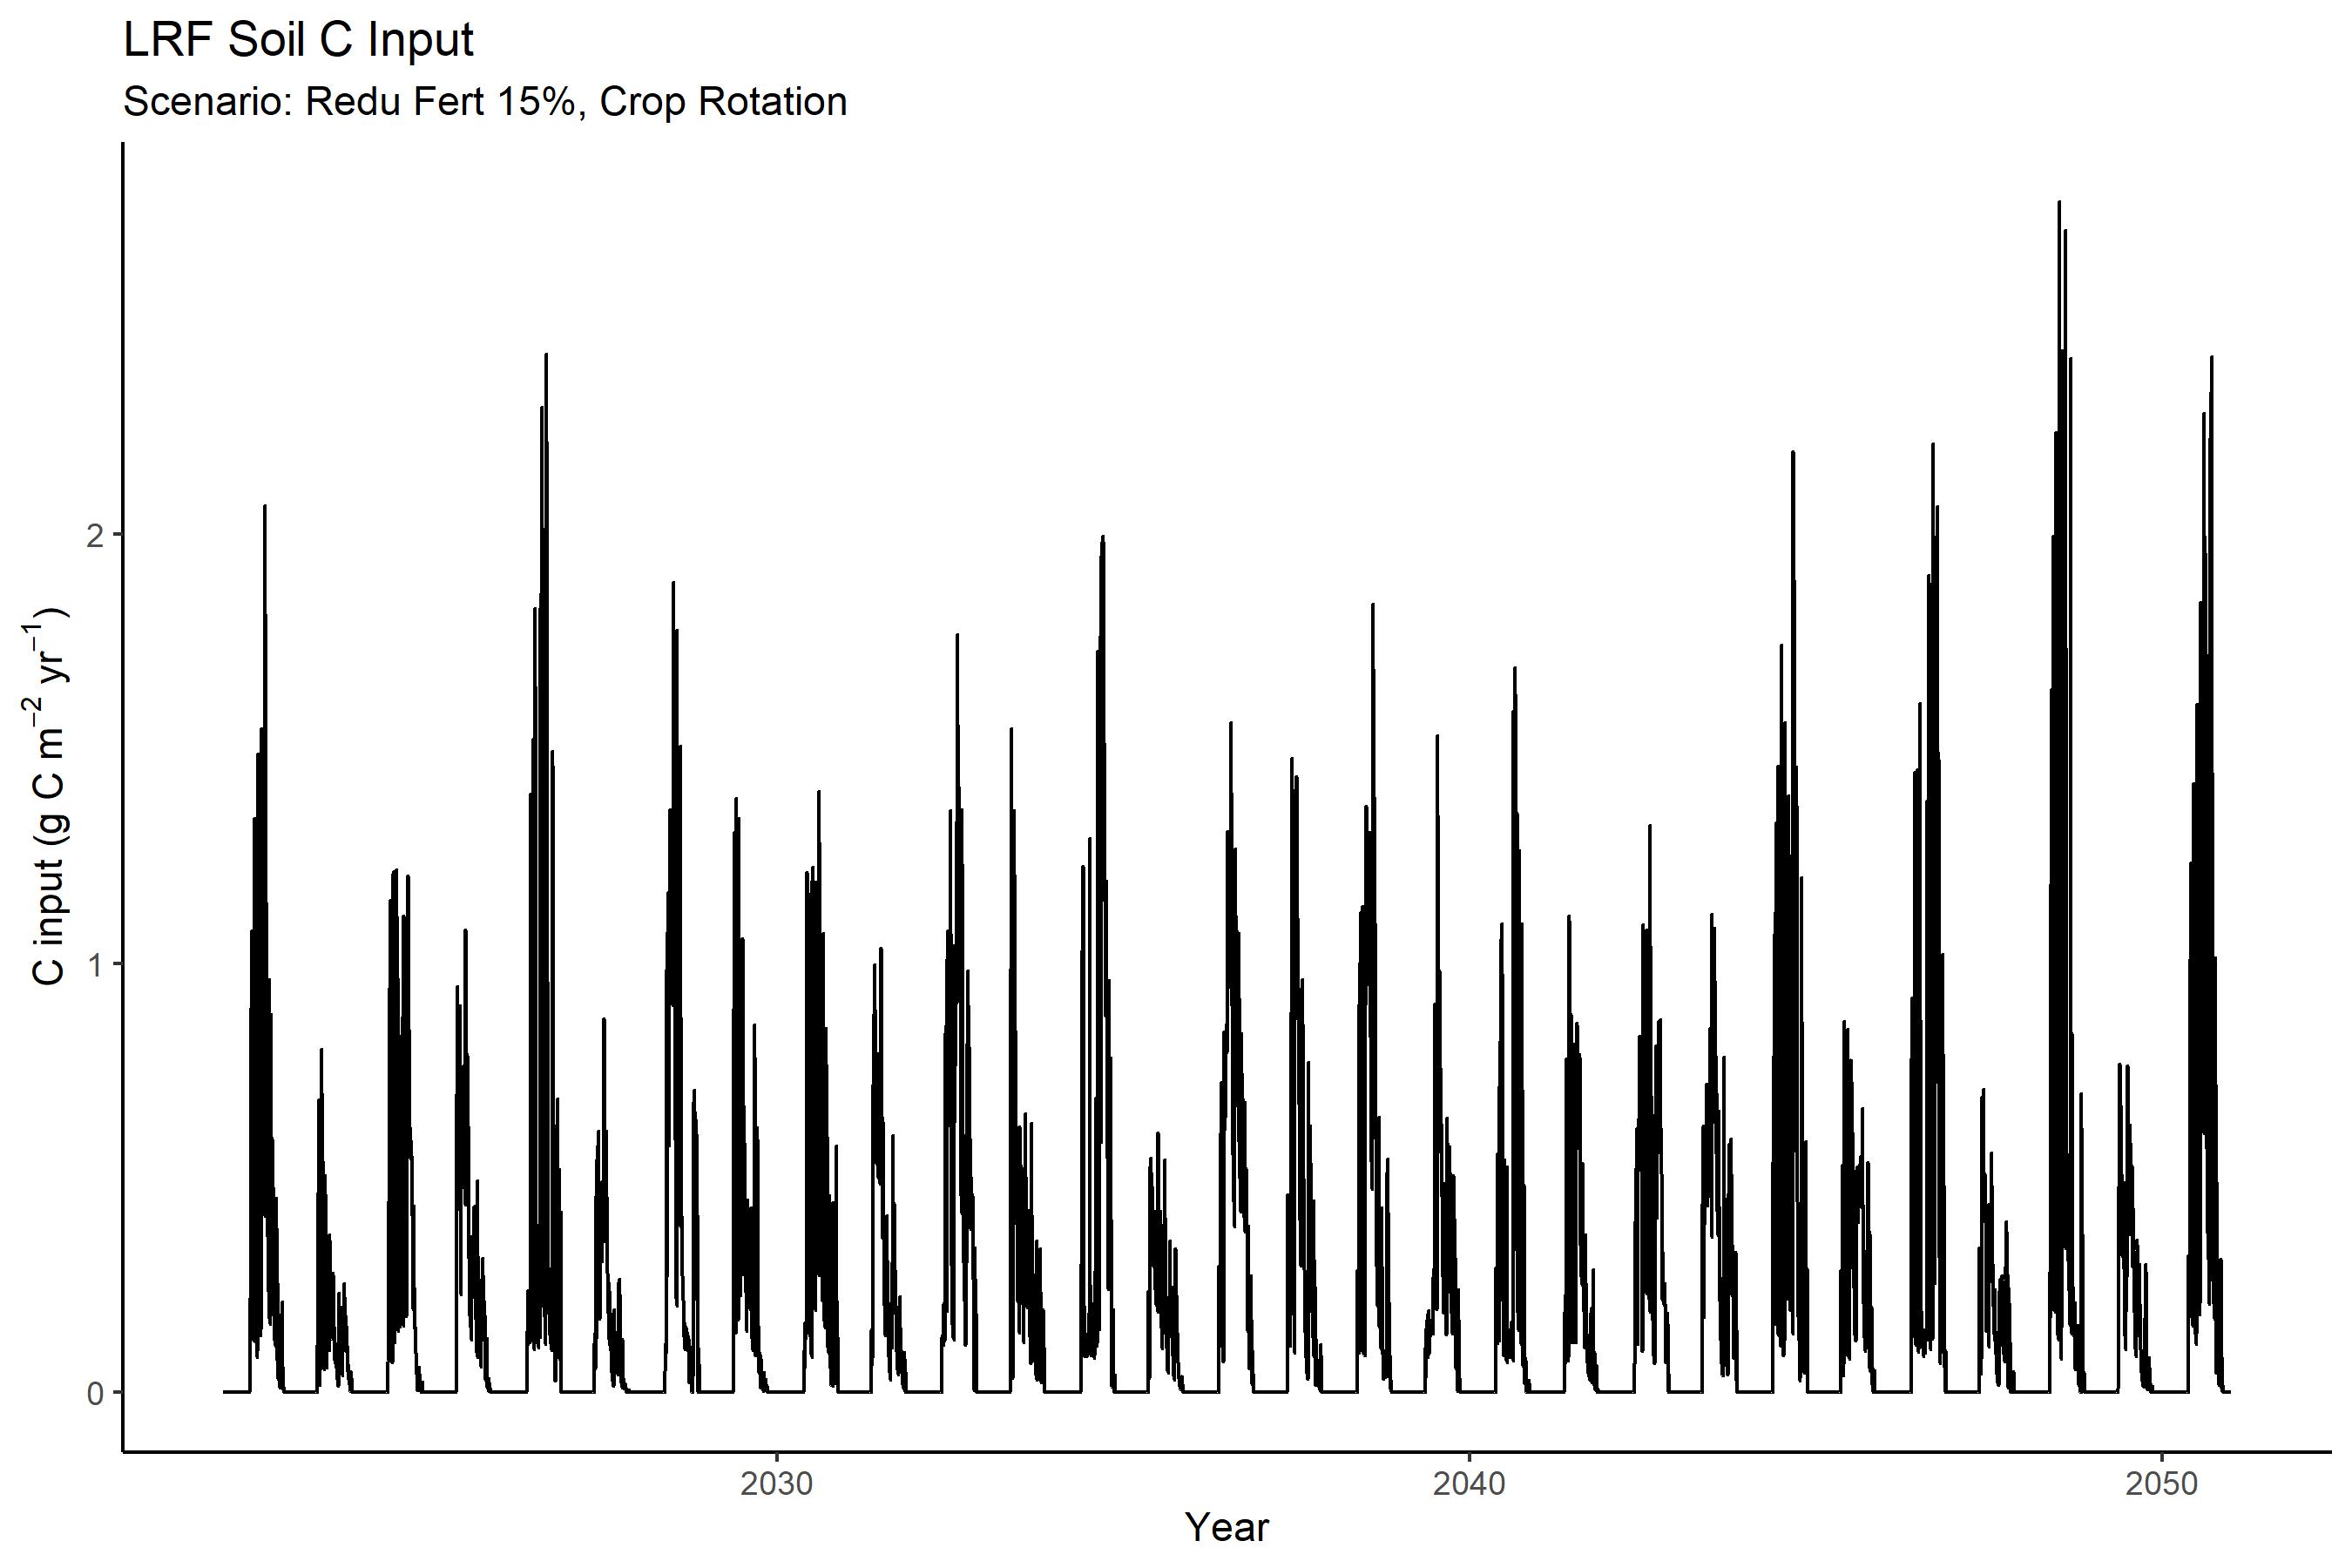 LRF Soil C Input
Scenario: Redu Fert 15%, Crop Rotation
C input (g C m⁻² yr⁻¹)
2
1
0
2030
2040
2050
Year